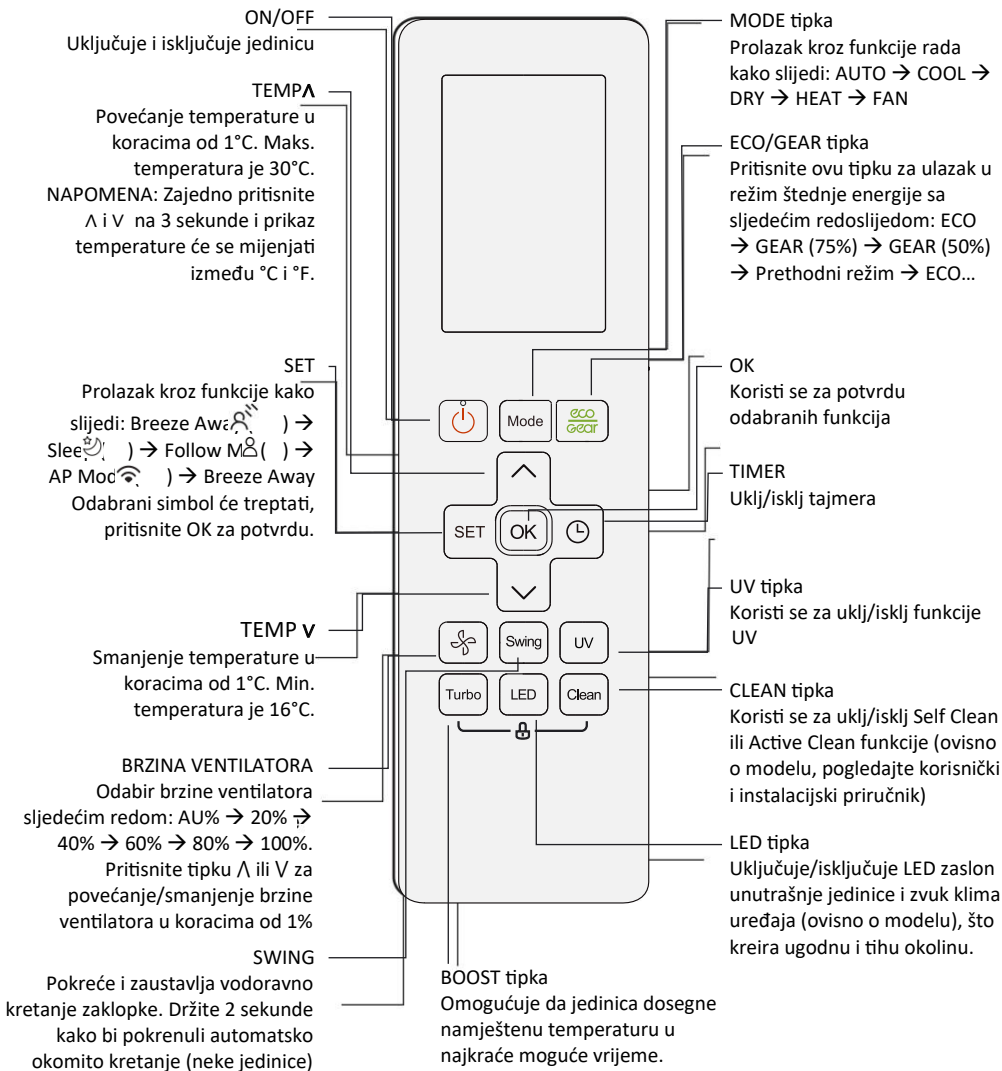 ON/OFF
Uključuje i isključuje jedinicu
TEMP∧
Povećanje temperature u
koracima od 1°C. Maks.
temperatura je 30°C.
NAPOMENA: Zajedno pritisnite
∧ i ∨ na 3 sekunde i prikaz
temperature će se mijenjati
između °C i °F.
SET
Prolazak kroz funkcije kako
slijedi: Breeze Awa ) →
Slee ) → Follow M ( ) →
AP Mod ) → Breeze Away
Odabrani simbol će treptati,
pritisnite OK za potvrdu.
TEMP ∨
Smanjenje temperature u
koracima od 1°C. Min.
temperatura je 16°C.
BRZINA VENTILATORA
Odabir brzine ventilatora
sljedećim redom: AU% → 20% →
40% → 60% → 80% → 100%.
Pritisnite tipku ∧ ili ∨ za
povećanje/smanjenje brzine
ventilatora u koracima od 1%
SWING
Pokreće i zaustavlja vodoravno
kretanje zaklopke. Držite 2 sekunde
kako bi pokrenuli automatsko
okomito kretanje (neke jedinice)
Mode
eco
Gear
SET
OK
Swing
UV
Turbo
LED
Clean
BOOST tipka
Omogućuje da jedinica dosegne
namještenu temperaturu u
najkraće moguće vrijeme.
MODE tipka
Prolazak kroz funkcije rada
kako slijedi: AUTO → COOL →
DRY → HEAT → FAN
ECO/GEAR tipka
Pritisnite ovu tipku za ulazak u
režim štednje energije sa
sljedećim redoslijedom: ECO
→ GEAR (75%) → GEAR (50%)
→ Prethodni režim → ECO…
OK
Koristi se za potvrdu
odabranih funkcija
TIMER
Uklj/isklj tajmera
UV tipka
Koristi se za uklj/isklj funkcije
UV
CLEAN tipka
Koristi se za uklj/isklj Self Clean
ili Active Clean funkcije (ovisno
o modelu, pogledajte korisnički
i instalacijski priručnik)
LED tipka
Uključuje/isključuje LED zaslon
unutrašnje jedinice i zvuk klima
uređaja (ovisno o modelu), što
kreira ugodnu i tihu okolinu.